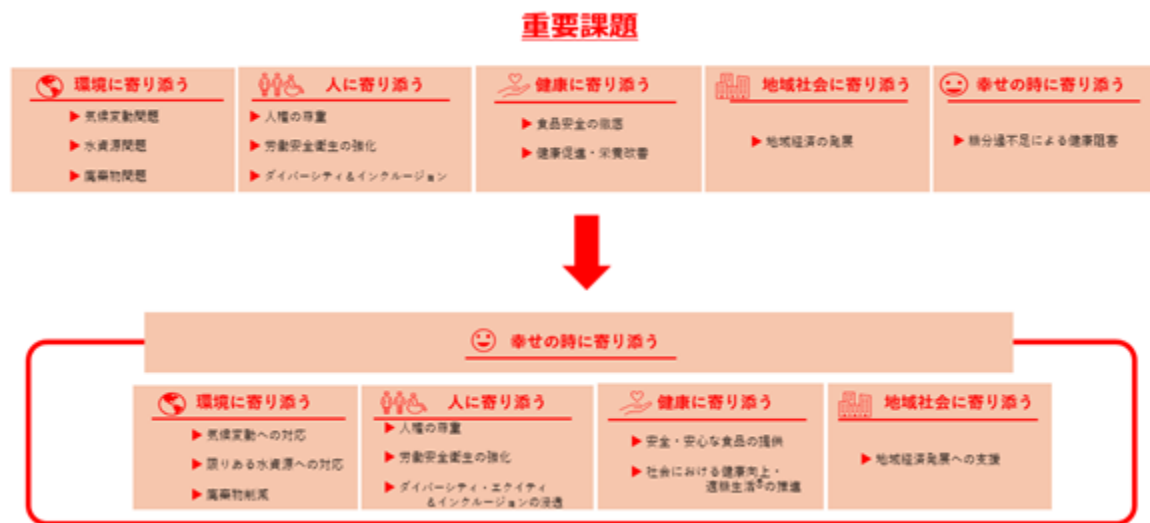 重要課題
環境に寄り添う
▶ 気候変動問題
▶ 水資源問題
▶ 廃棄物問題
人に寄り添う
▶ 人権の尊重
▶ 労働安全衛生の強化
▶ ダイバーシティ&インクルージョン
健康に寄り添う
▶ 食品安全の徹底
▶ 健康促進・栄養改善
地域社会に寄り添う
▶ 地域経済の発展
幸せの時に寄り添う
▶ 糖分過不足による健康阻害
幸せの時に寄り添う
環境に寄り添う
▶ 気候変動への対応
▶ 限りある水資源への対応
▶ 廃棄物削減
人に寄り添う
▶ 人権の尊重
▶ 労働安全衛生の強化
▶ ダイバーシティ・エクイティ
&インクルージョンの浸透
健康に寄り添う
▶ 安全・安心な食品の提供
▶ 社会における健康向上・
適糖生活®の推進
地域社会に寄り添う
▶ 地域経済発展への支援